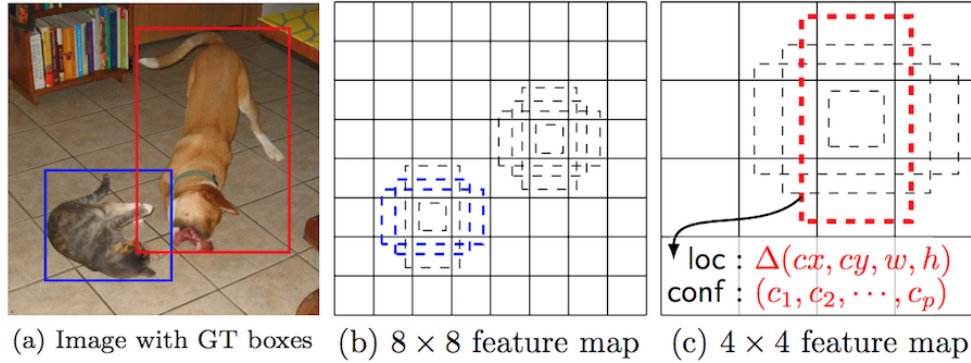 loc : Δ(cx, cy, w, h)
conf : (c₁, c₂, ⋯, cₚ)
(a) Image with GT boxes (b) 8 × 8 feature map (c) 4 × 4 feature map